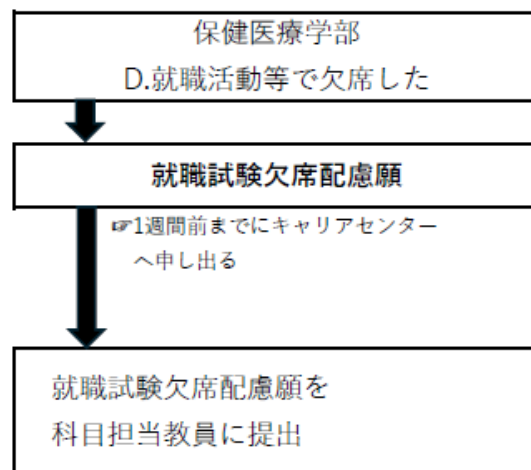 保健医療学部
D.就職活動等で欠席した
就職試験欠席配慮願
☞1週間前までにキャリアセンター
へ申し出る
就職試験欠席配慮願を
科目担当教員に提出